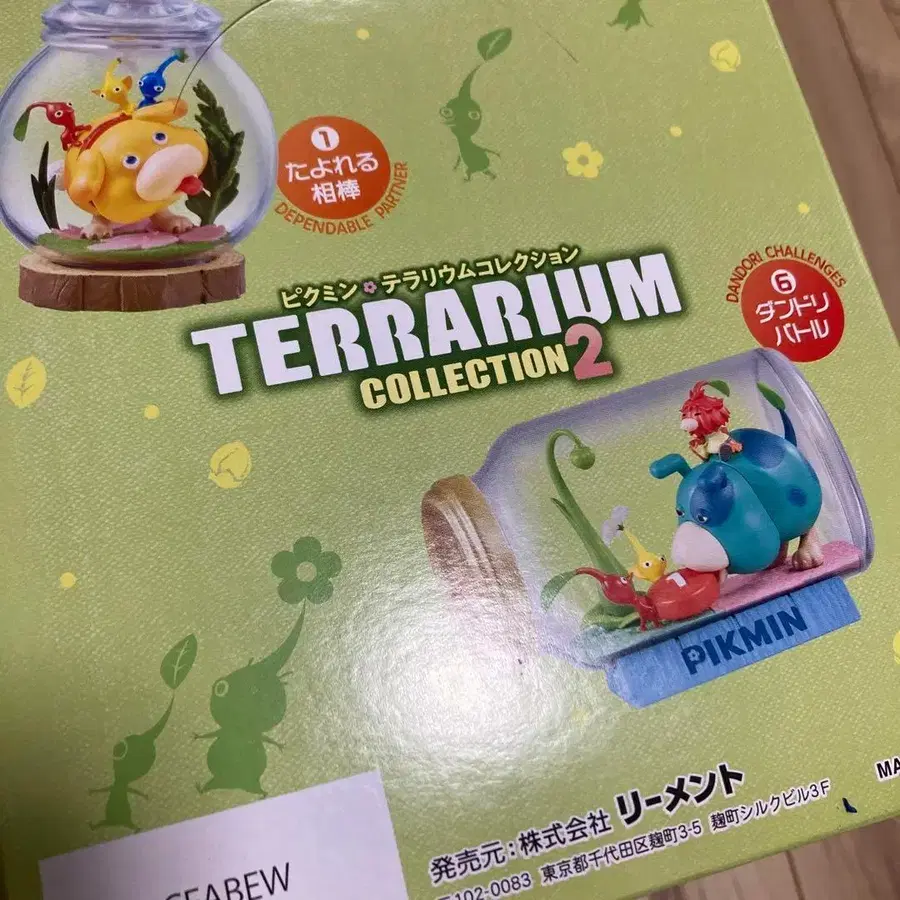 1
たよれる
相棒
DEPENDABLE PARTNER
ピクミン テラリウムコレクション
TERRARIUM
COLLECTION 2
DANDORI CHALLENGES
6
ダンドリ
バトル
PIKMIN
発売元：株式会社 リーメント
〒102-0083 東京都千代田区麹町3-5 麹町シルクビル3F
MA